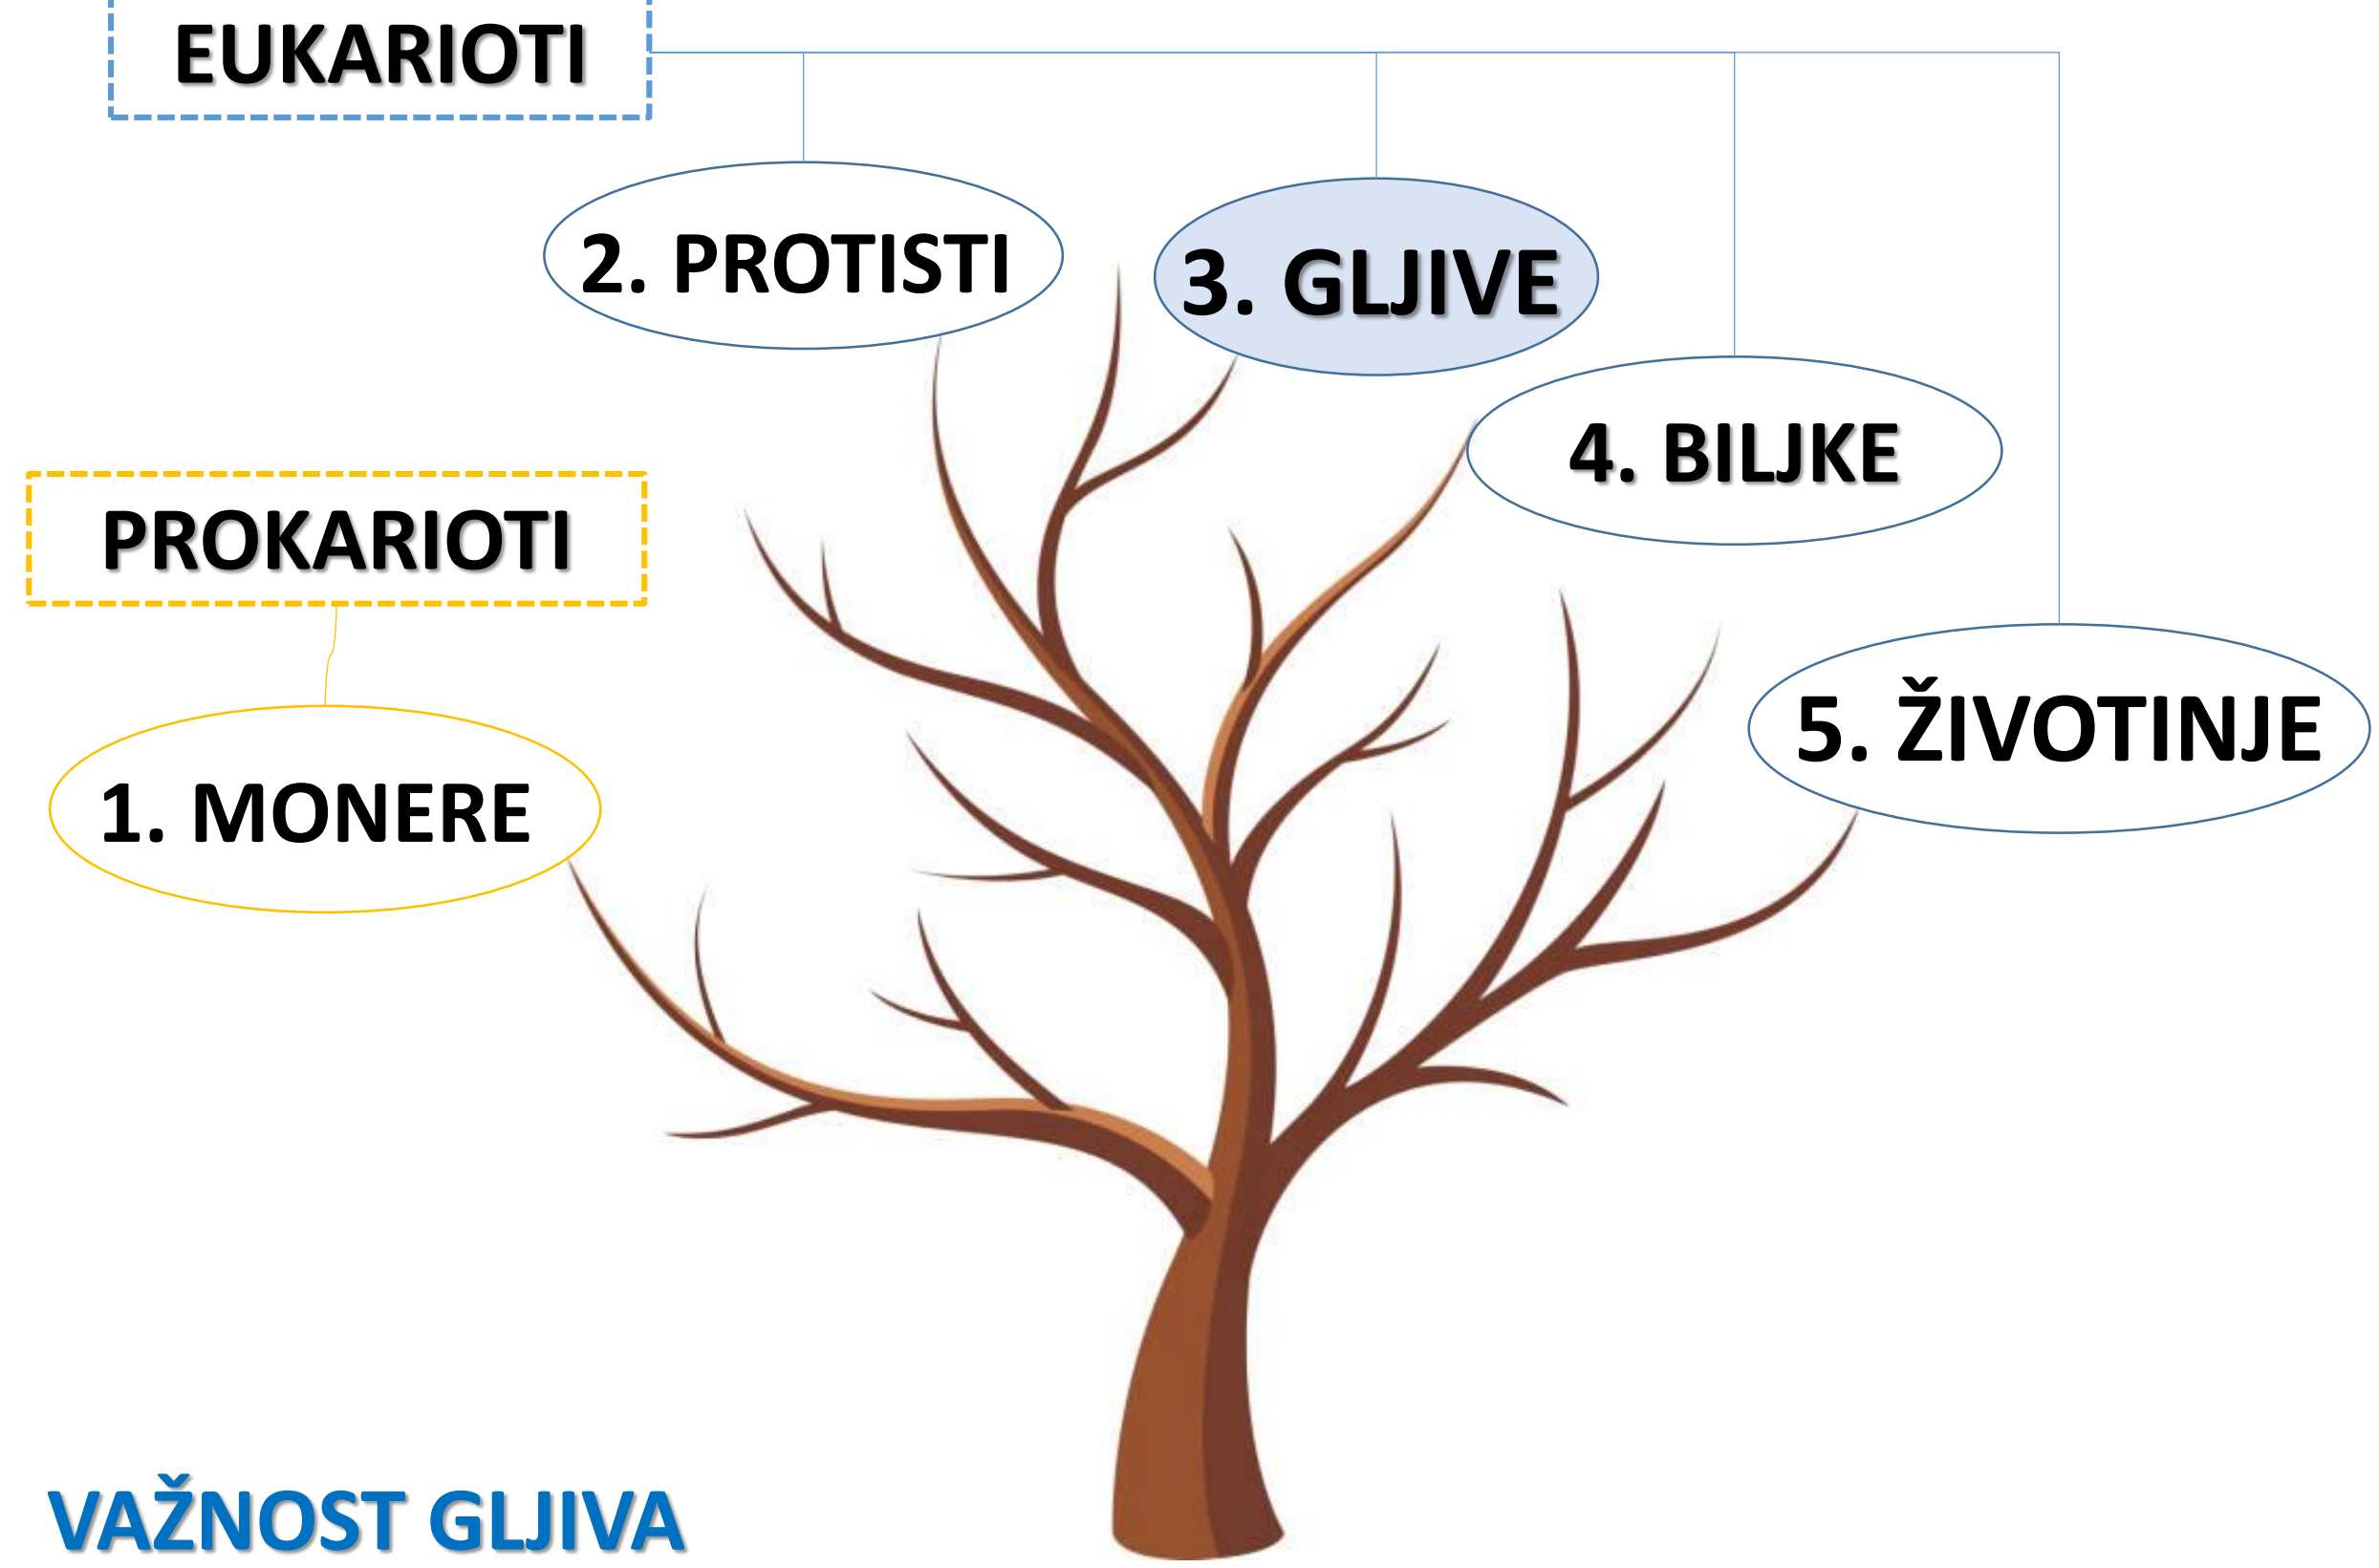 EUKARIOTI
2. PROTISTI
3. GLJIVE
4. BILJKE
PROKARIOTI
5. ŽIVOTINJE
1. MONERE
VAŽNOST GLJIVA